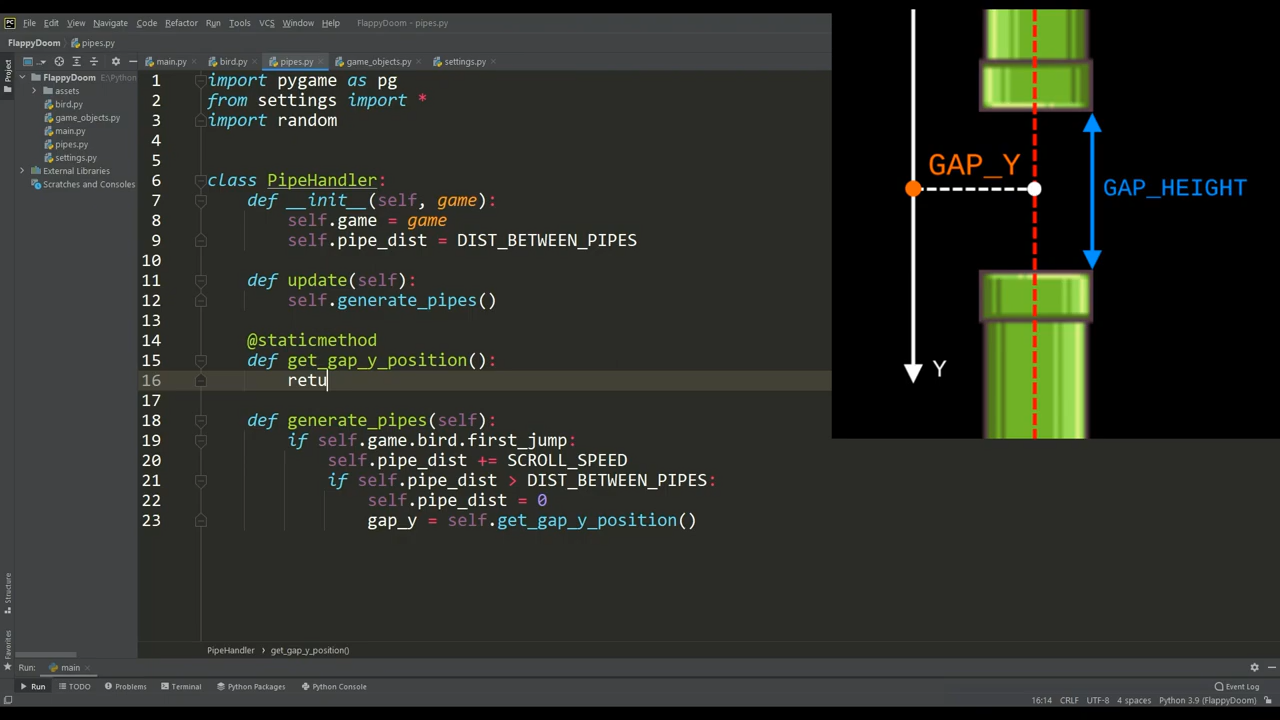 File Edit View Navigate Code Refactor Run Tools VCS Window Help FlappyDoom - pipes.py
FlappyDoom pipes.py
main.py bird.py pipes.py game_objects.py settings.py
Project
FlappyDoom E:\Python
assets
bird.py
game_objects.py
main.py
pipes.py
settings.py
External Libraries
Scratches and Consoles
1 import pygame as pg
2 from settings import *
3 import random
4
5
6 class PipeHandler:
7 def __init__(self, game):
8 self.game = game
9 self.pipe_dist = DIST_BETWEEN_PIPES
10
11 def update(self):
12 self.generate_pipes()
13
14 @staticmethod
15 def get_gap_y_position():
16 retu
17
18 def generate_pipes(self):
19 if self.game.bird.first_jump:
20 self.pipe_dist += SCROLL_SPEED
21 if self.pipe_dist > DIST_BETWEEN_PIPES:
22 self.pipe_dist = 0
23 gap_y = self.get_gap_y_position()
GAP_Y
GAP_HEIGHT
Y
Structure
Favorites
PipeHandler get_gap_y_position()
Run: main
Run TODO Problems Terminal Python Packages Python Console Event Log
16:14 CRLF UTF-8 4 spaces Python 3.9 (FlappyDoom)